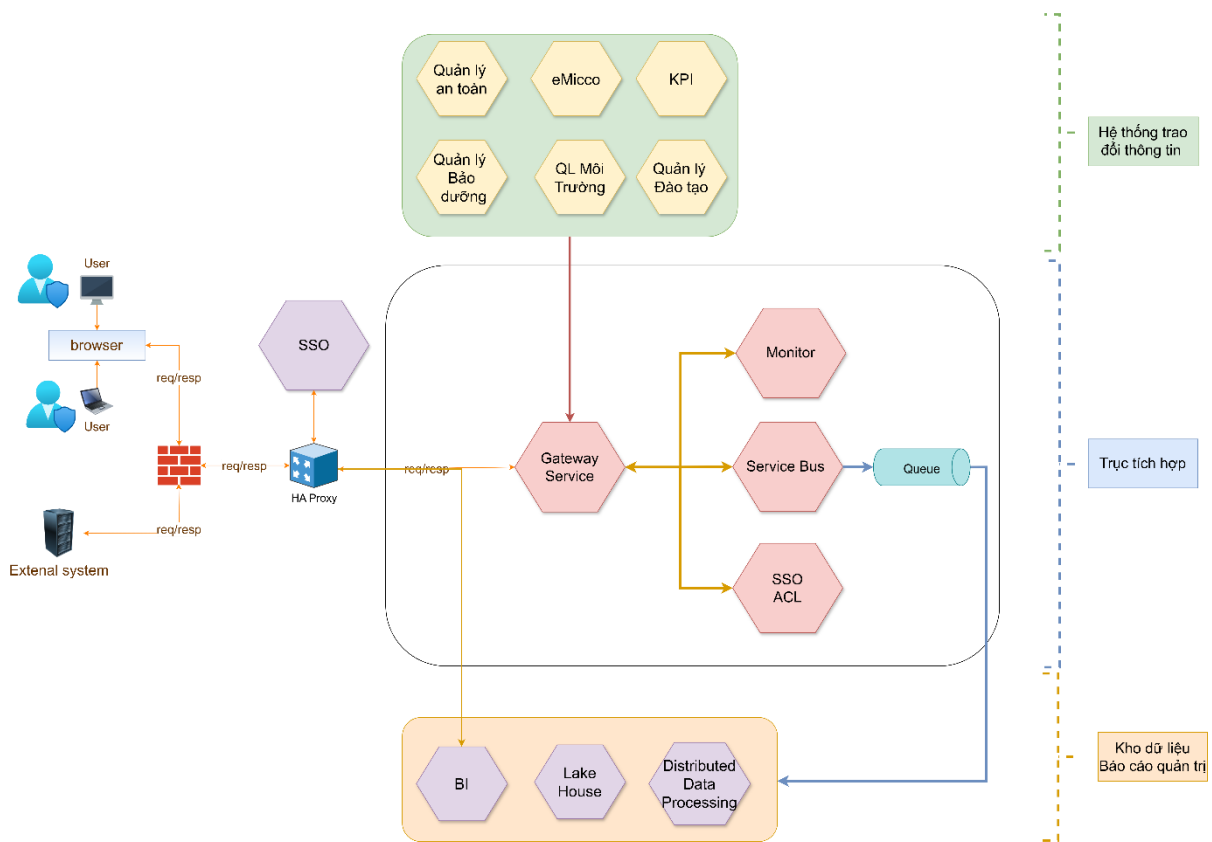 Quản lý
an toàn
eMicco
KPI
Quản lý
Bảo
dưỡng
QL Môi
Trường
Quản lý
Đào tạo
Hệ thống trao
đổi thông tin
User
browser
User
req/resp
SSO
req/resp
HA Proxy
req/resp
req/resp
Extenal system
Gateway
Service
Monitor
Service Bus
Queue
SSO
ACL
Trục tích hợp
BI
Lake
House
Distributed
Data
Processing
Kho dữ liệu
Báo cáo quản trị